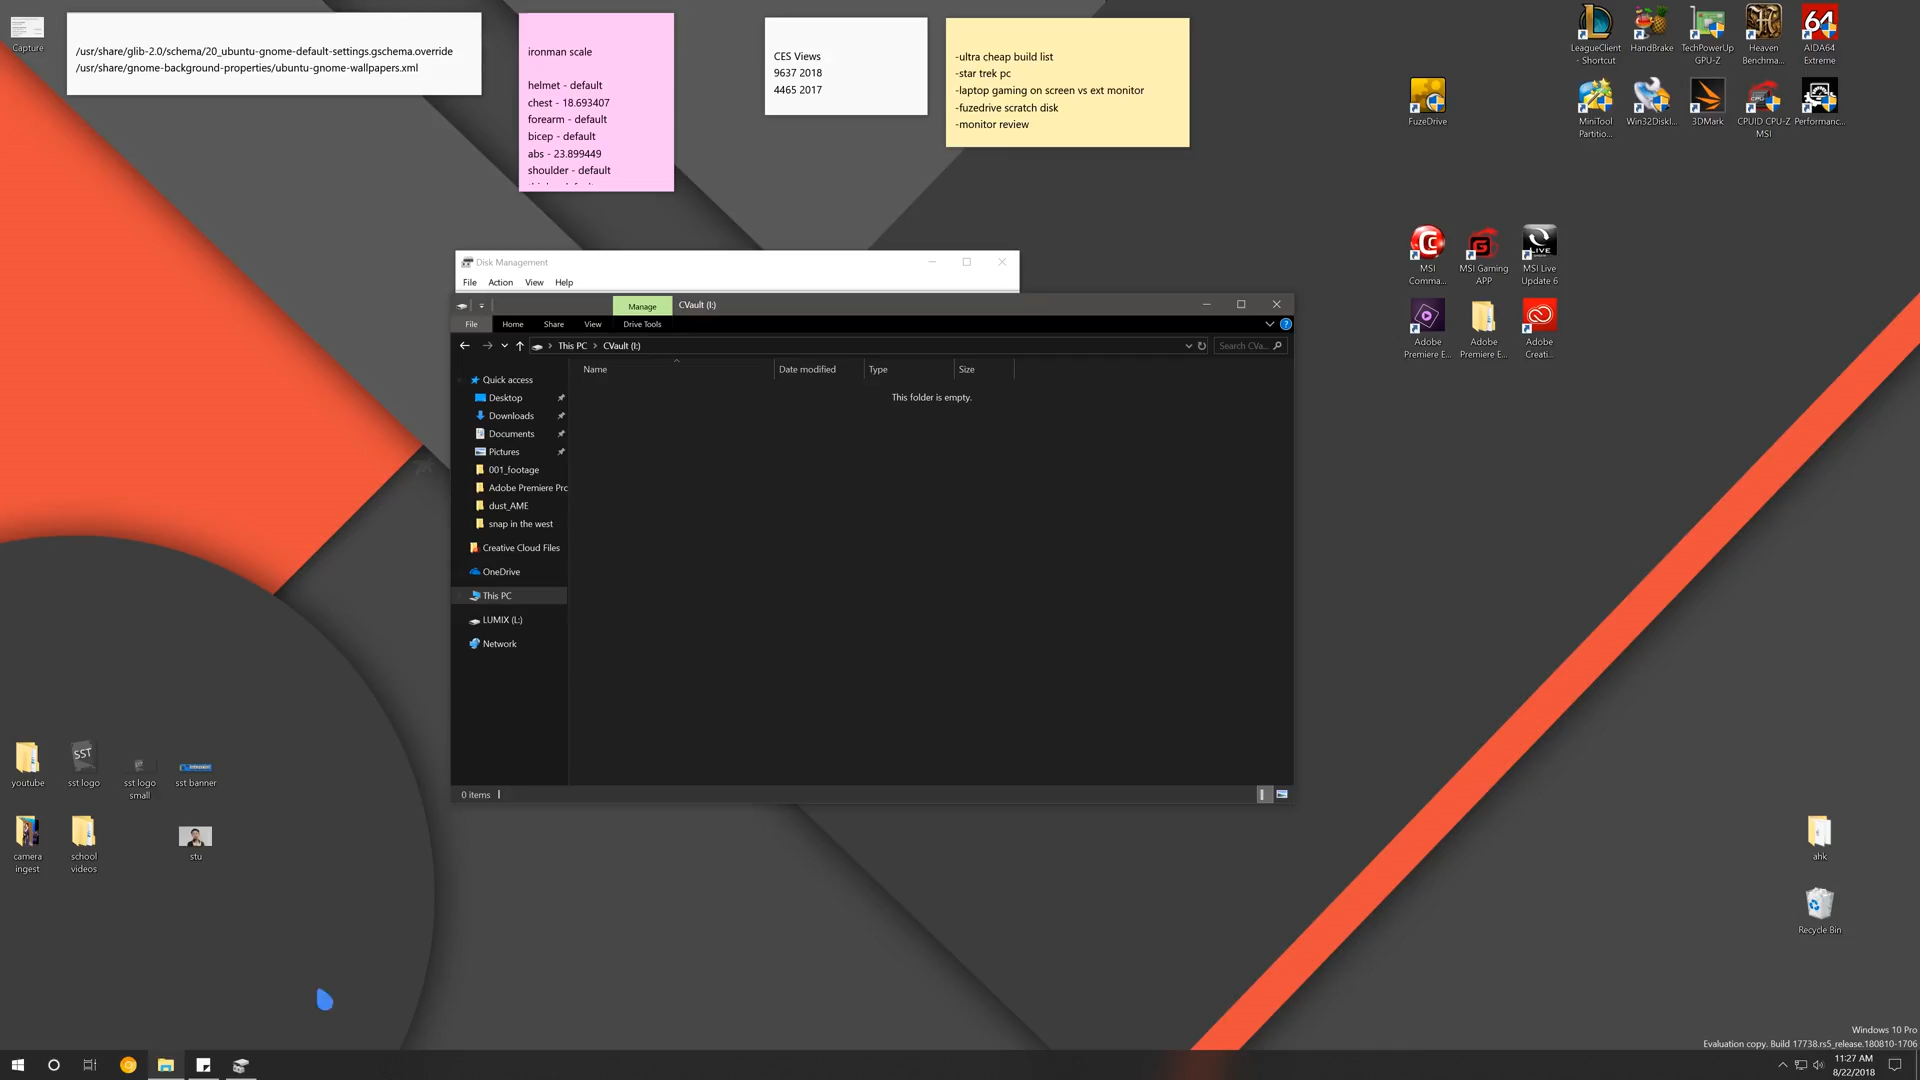 Capture
/usr/share/glib-2.0/schema/20_ubuntu-gnome-default-settings.gschema.override
/usr/share/gnome-background-properties/ubuntu-gnome-wallpapers.xml
ironman scale
helmet - default
chest - 18.693407
forearm - default
bicep - default
abs - 23.899449
shoulder - default
CES Views
9637 2018
4465 2017
-ultra cheap build list
-star trek pc
-laptop gaming on screen vs ext monitor
-fuzedrive scratch disk
-monitor review
LeagueClient - Shortcut
HandBrake
TechPowerUp GPU-Z
Heaven Benchma...
AIDA64 Extreme
FuzeDrive
MiniTool Partitio...
Win32DiskI...
3DMark
CPUID CPU-Z MSI
Performanc...
MSI Comma...
MSI Gaming APP
MSI Live Update 6
Adobe Premiere E...
Adobe Premiere E...
Adobe Creati...
Disk Management
File Action View Help
Manage CVault (I:)
File Home Share View Drive Tools
This PC > CVault (I:)
Search CVa...
Name Date modified Type Size
This folder is empty.
Quick access
Desktop
Downloads
Documents
Pictures
001_footage
Adobe Premiere Pro
dust_AME
snap in the west
Creative Cloud Files
OneDrive
This PC
LUMIX (L:)
Network
0 items
youtube
SST
sst logo
sst logo small
sst banner
camera ingest
school videos
stu
ahk
Recycle Bin
Windows 10 Pro
Evaluation copy. Build 17738.rs5_release.180810-1706
11:27 AM
8/22/2018